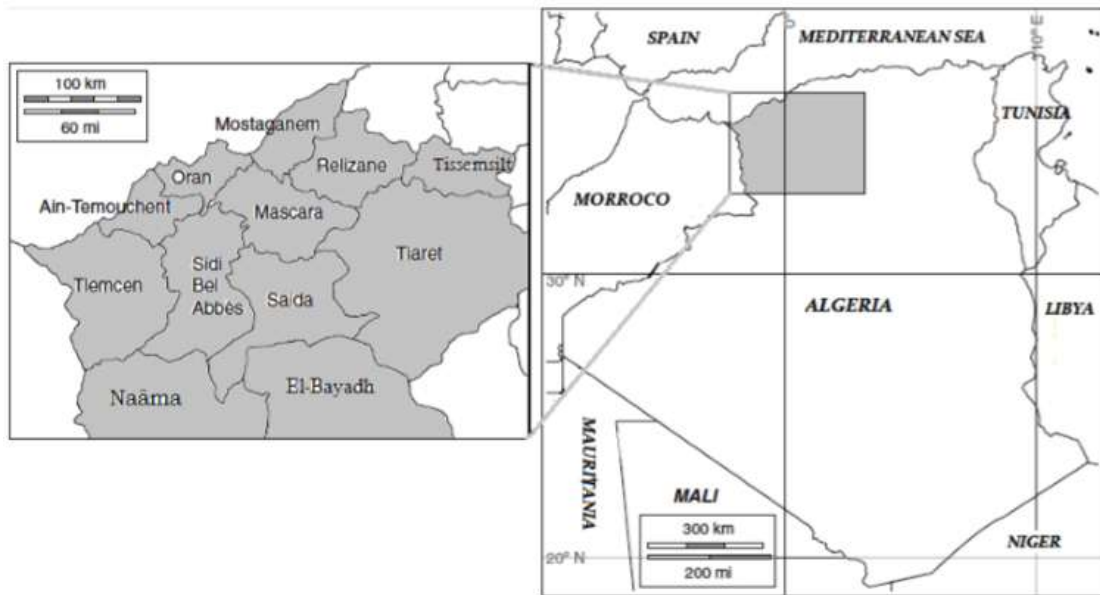 100 km
60 mi
Mostaganem
Relizane
Tissemsilt
Oran
Ain-Temouchent
Mascara
Tiaret
Tlemcen
Sidi
Bel
Abbès
Saida
Naâma
El-Bayadh
SPAIN
0
MEDITERRANEAN SEA
10° E
TUNISIA
MORROCO
30° N
ALGERIA
LIBYA
MAURITANIA
MALI
300 km
200 mi
20° N
NIGER